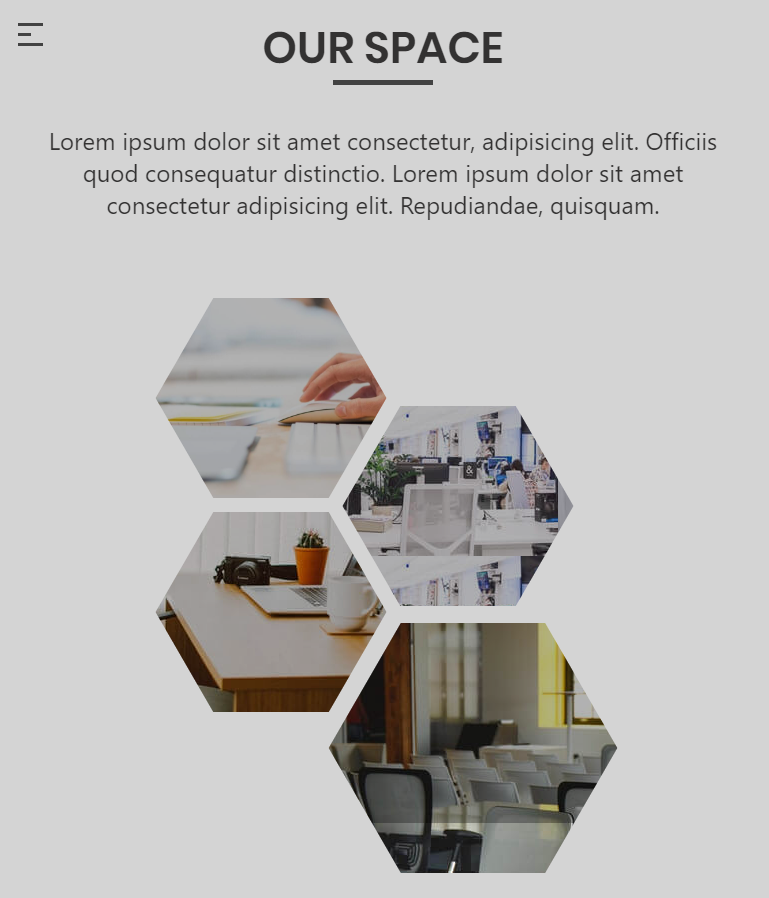 OUR SPACE
Lorem ipsum dolor sit amet consectetur, adipisicing elit. Officiis
quod consequatur distinctio. Lorem ipsum dolor sit amet
consectetur adipisicing elit. Repudiandae, quisquam.
&